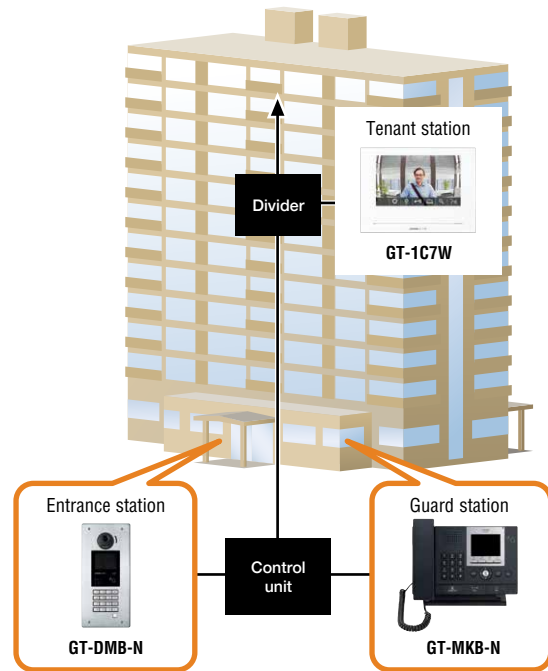 Tenant station
Divider
GT-1C7W
Entrance station
GT-DMB-N
Control
unit
Guard station
GT-MKB-N